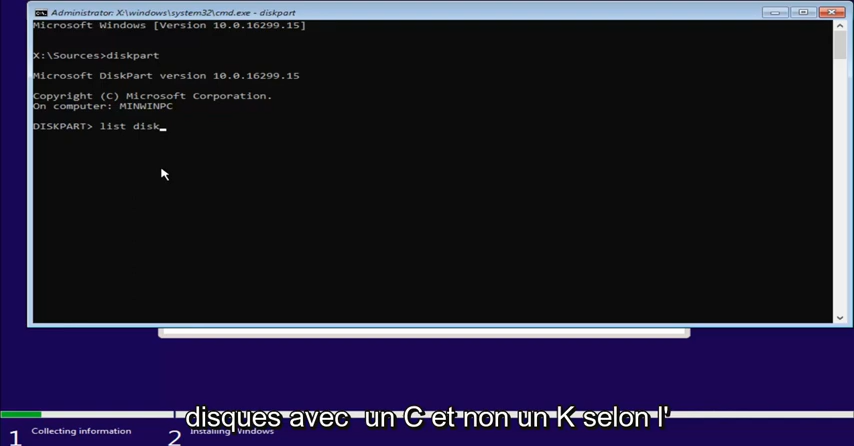 Administrator: X:\windows\system32\cmd.exe - diskpart
Microsoft Windows [Version 10.0.16299.15]
X:\Sources>diskpart
Microsoft DiskPart version 10.0.16299.15
Copyright (C) Microsoft Corporation.
On computer: MINWINPC
DISKPART> list disk
disques avec un C et non un K selon l'
1 Collecting information
2 Installing Windows